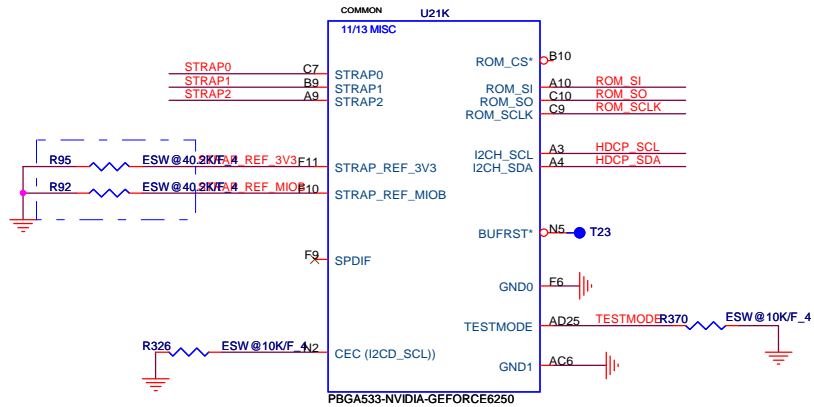 COMMON
U21K
11/13 MISC
STRAP0
C7
STRAP0
STRAP1
B9
STRAP1
STRAP2
A9
STRAP2
R95
ESW@40.2K/F_4
STRAP_REF_3V3
F11
STRAP_REF_3V3
R92
ESW@40.2K/F_4
STRAP_REF_MIOB
F10
STRAP_REF_MIOB
F9
SPDIF
R326
ESW@10K/F_4
N2
CEC (I2CD_SCL))
ROM_CS*
B10
ROM_SI
A10
ROM_SI
ROM_SO
C10
ROM_SO
ROM_SCLK
C9
ROM_SCLK
I2CH_SCL
A3
HDCP_SCL
I2CH_SDA
A4
HDCP_SDA
BUFRST*
N5
T23
GND0
F6
TESTMODE
AD25
TESTMODE
R370
ESW@10K/F_4
GND1
AC6
PBGA533-NVIDIA-GEFORCE6250